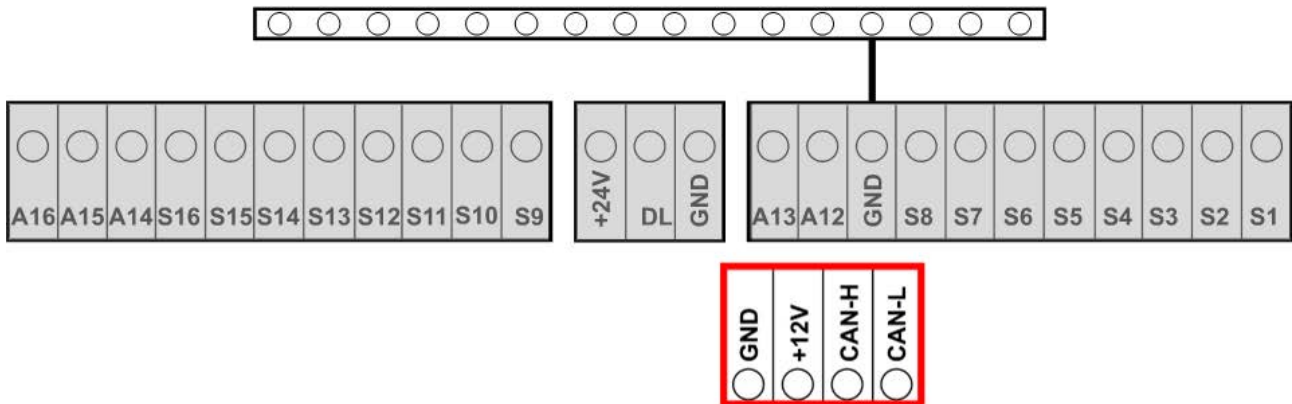 A16 A15 A14 S16 S15 S14 S13 S12 S11 S10 S9 +24V DL GND A13 A12 GND S8 S7 S6 S5 S4 S3 S2 S1
GND +12V CAN-H CAN-L